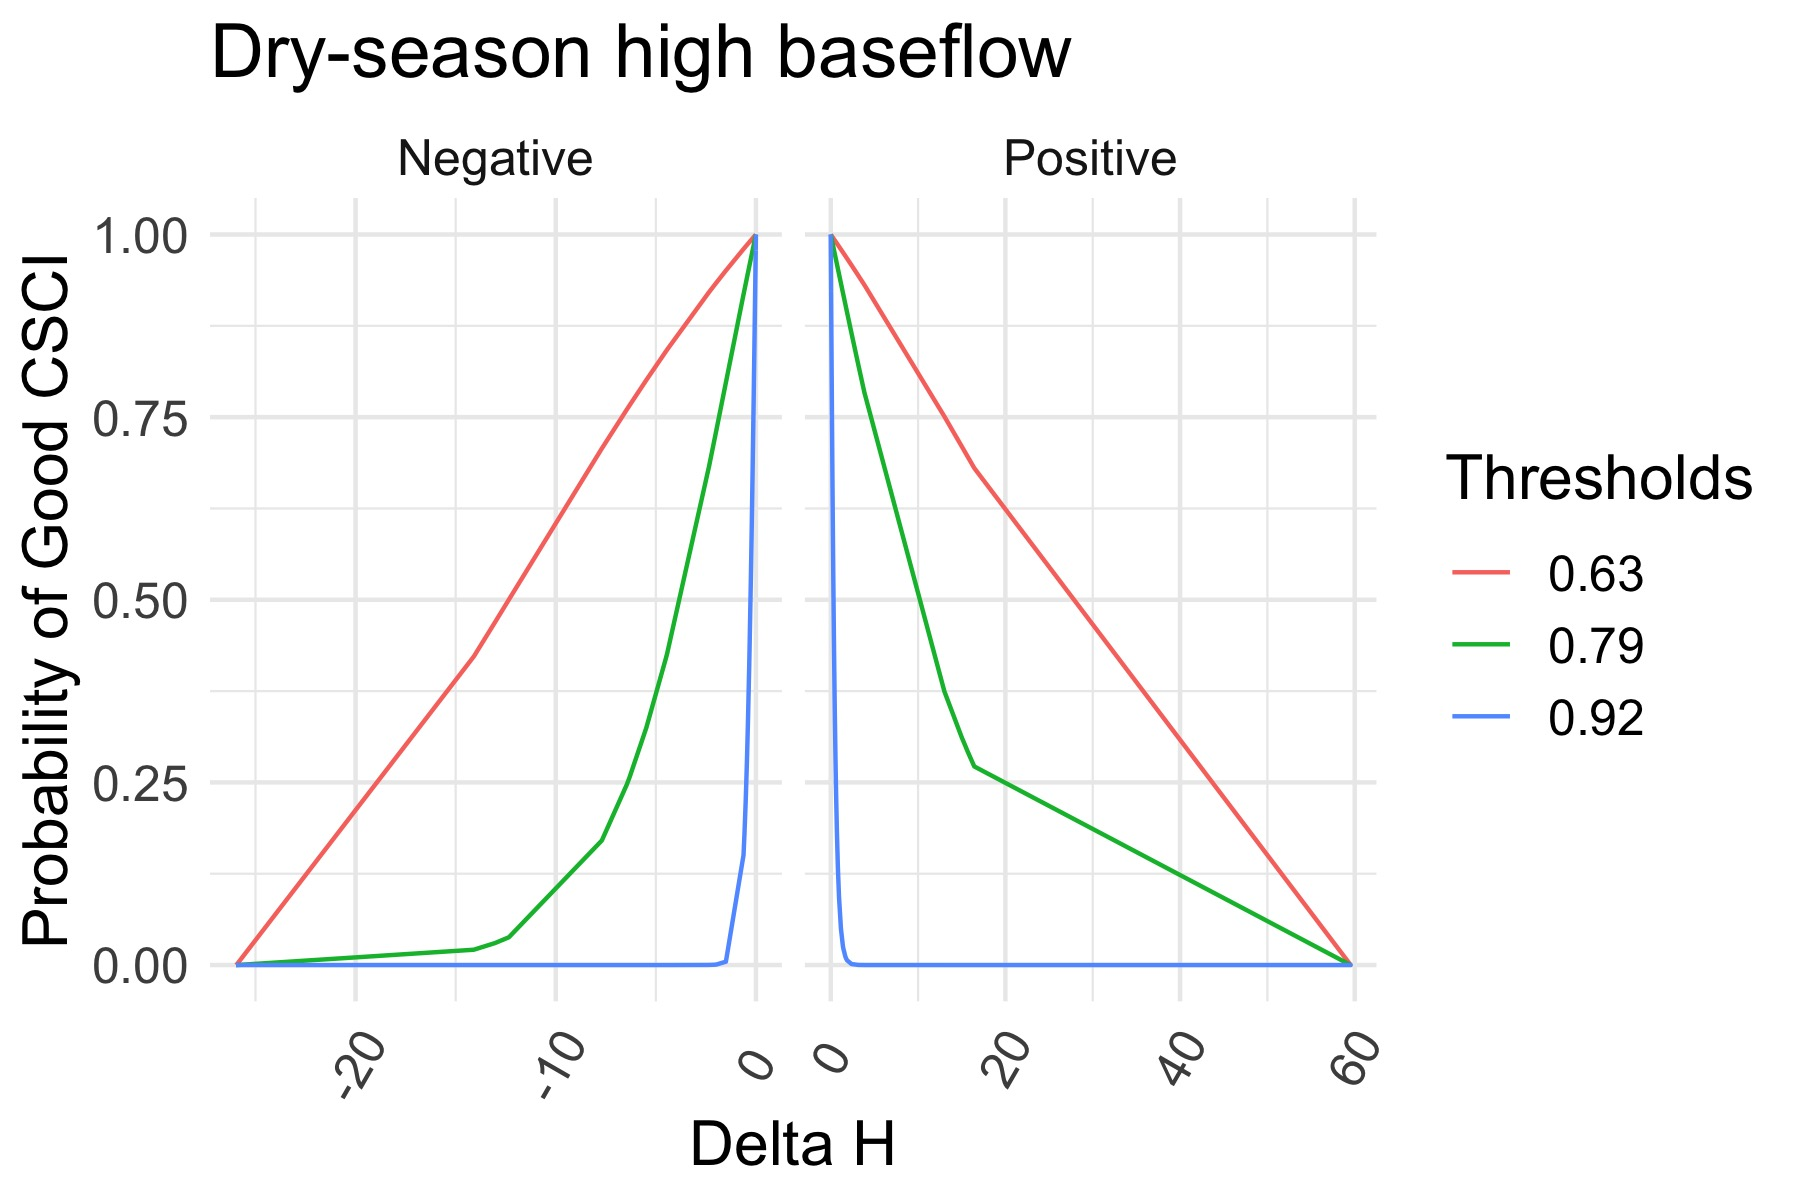 Dry-season high baseflow
Negative
Positive
Probability of Good CSCI
1.00
0.75
0.50
0.25
0.00
-20
-10
0
0
20
40
60
Delta H
Thresholds
0.63
0.79
0.92